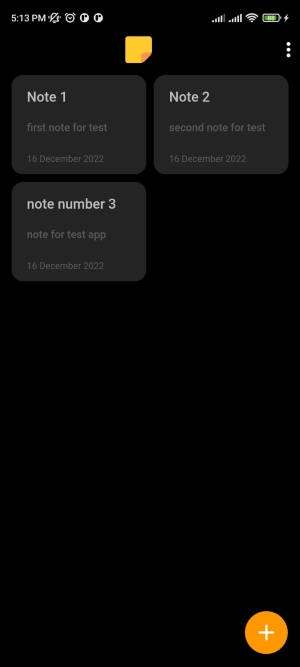 5:13 PM
Note 1
first note for test
16 December 2022
Note 2
second note for test
16 December 2022
note number 3
note for test app
16 December 2022